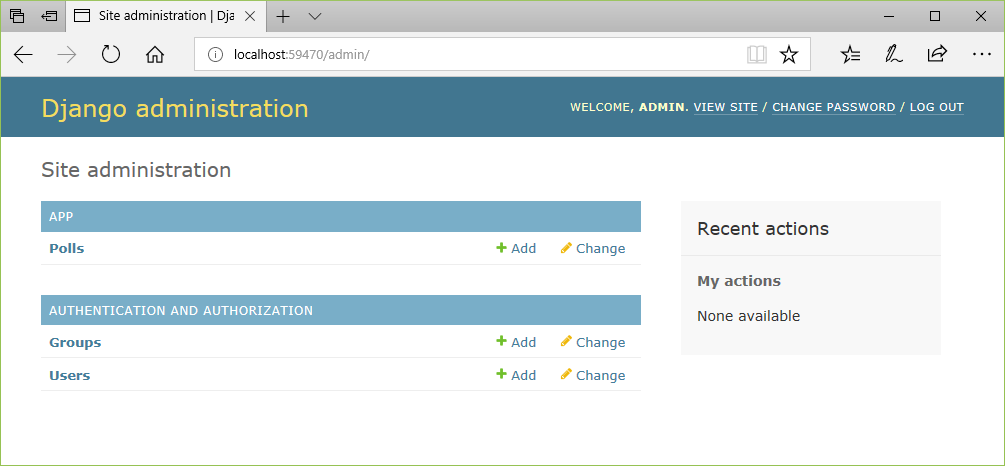 Site administration | Dja
localhost:59470/admin/
Django administration
WELCOME, ADMIN. VIEW SITE / CHANGE PASSWORD / LOG OUT
Site administration
APP
Polls Add Change
AUTHENTICATION AND AUTHORIZATION
Groups Add Change
Users Add Change
Recent actions
My actions
None available